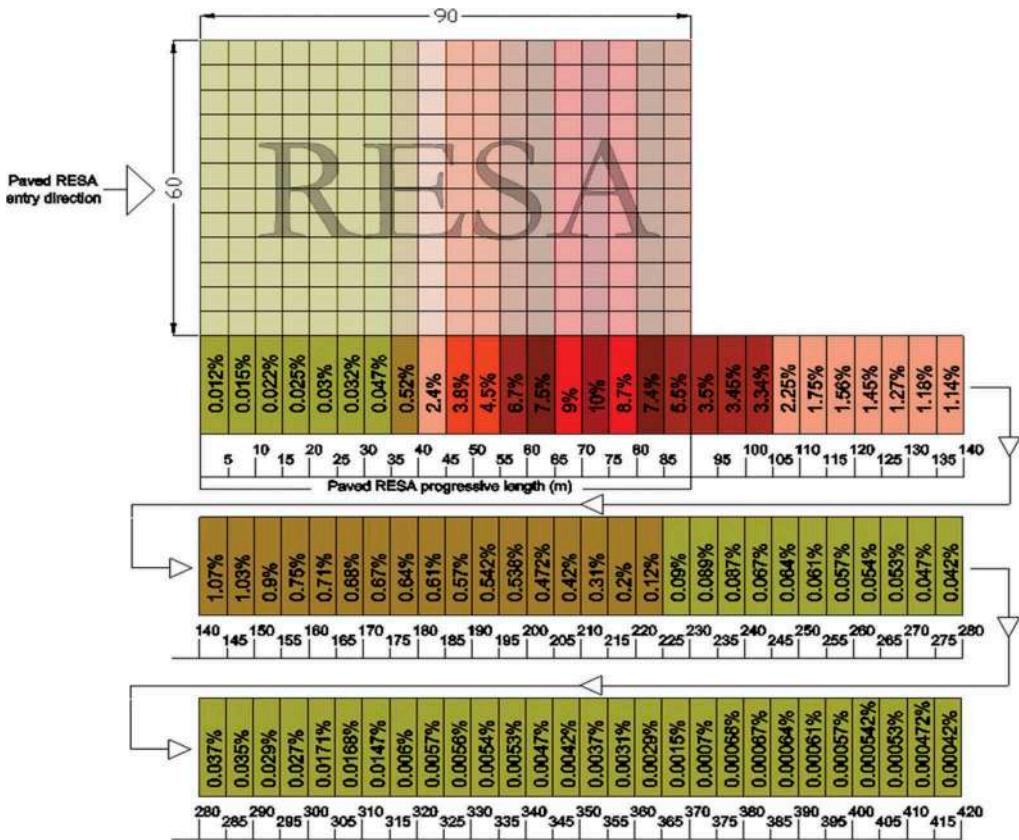 90
60
RESA
Paved RESA
entry direction
0.012% 0.015% 0.022% 0.025% 0.03% 0.032% 0.047% 0.52% 2.4% 3.8% 4.5% 6.7% 7.5% 9% 10% 8.7% 7.4% 5.5% 3.5% 3.45% 3.34% 2.25% 1.75% 1.56% 1.45% 1.27% 1.18% 1.14%
10 20 30 40 50 60 70 80 100 110 120 130 140
5 15 25 35 45 55 65 75 85 95 105 115 125 135
Paved RESA progressive length (m)
1.07% 1.03% 0.9% 0.75% 0.71% 0.68% 0.67% 0.64% 0.61% 0.57% 0.542% 0.538% 0.472% 0.42% 0.31% 0.2% 0.12% 0.09% 0.089% 0.087% 0.067% 0.064% 0.061% 0.057% 0.054% 0.053% 0.047% 0.042%
140 150 160 170 180 190 200 210 220 230 240 250 260 270 280
145 155 165 175 185 195 205 215 225 235 245 255 265 275
0.037% 0.035% 0.029% 0.027% 0.0171% 0.0168% 0.0147% 0.006% 0.0057% 0.0056% 0.0054% 0.0053% 0.0047% 0.0042% 0.0037% 0.0031% 0.0029% 0.0015% 0.0007% 0.00068% 0.00067% 0.00064% 0.00061% 0.00057% 0.000542% 0.00053% 0.000472% 0.00042%
280 290 300 310 320 330 340 350 360 370 380 390 400 410 420
285 295 305 315 325 335 345 355 365 375 385 395 405 415